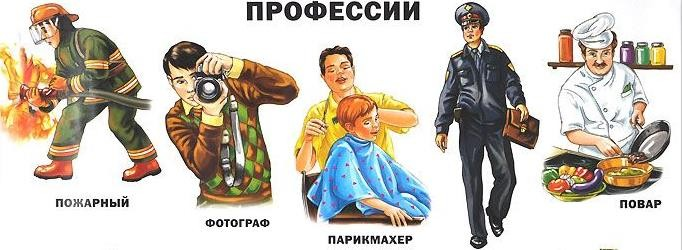 ПРОФЕССИИ
ПОЖАРНЫЙ
ФОТОГРАФ
ПАРИКМАХЕР
ПОВАР